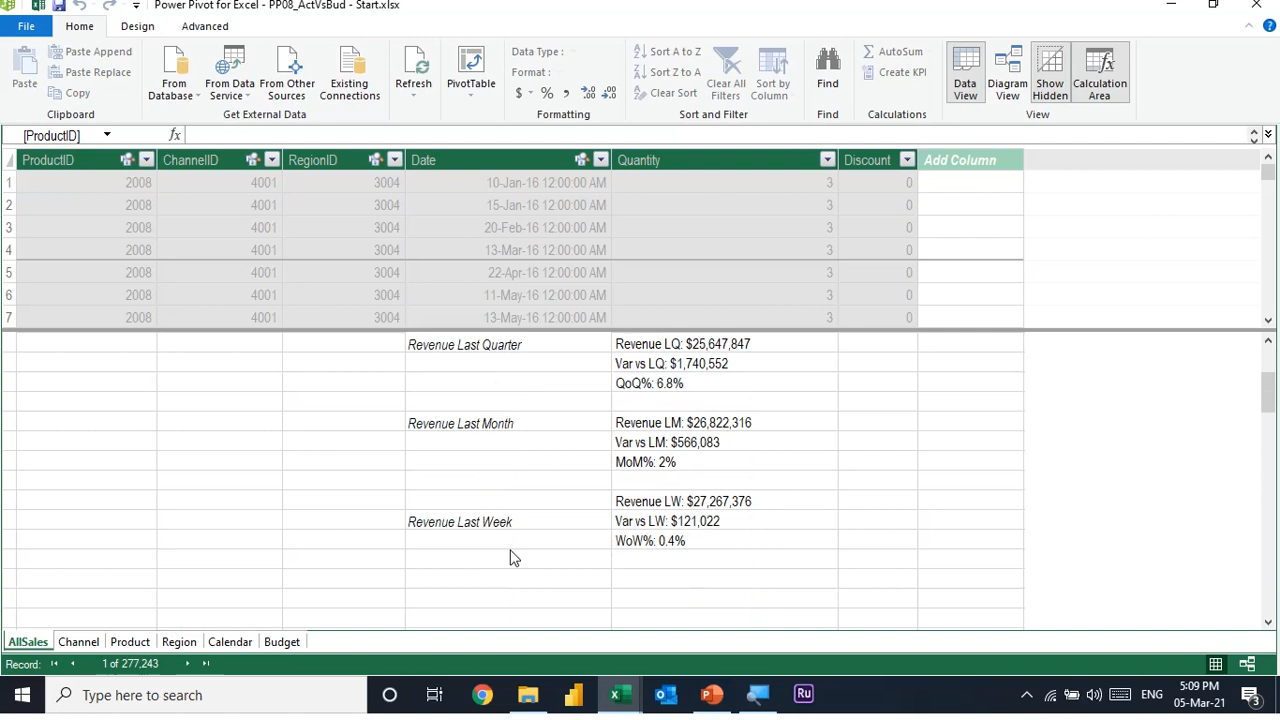 Power Pivot for Excel - PP08_ActVsBud - Start.xlsx
File Home Design Advanced
Paste
Paste Append
Paste Replace
Copy
Clipboard
From Database
From Data Service
From Other Sources
Existing Connections
Get External Data
Refresh
PivotTable
Data Type :
Format :
$ % ,
Formatting
Sort A to Z
Sort Z to A
Clear Sort
Clear All Filters
Sort by Column
Sort and Filter
Find
Find
AutoSum
Create KPI
Calculations
Data View
Diagram View
Show Hidden
Calculation Area
View
[ProductID] fx
ProductID ChannelID RegionID Date Quantity Discount Add Column
1 2008 4001 3004 10-Jan-16 12:00:00 AM 3 0
2 2008 4001 3004 15-Jan-16 12:00:00 AM 3 0
3 2008 4001 3004 20-Feb-16 12:00:00 AM 3 0
4 2008 4001 3004 13-Mar-16 12:00:00 AM 3 0
5 2008 4001 3004 22-Apr-16 12:00:00 AM 3 0
6 2008 4001 3004 11-May-16 12:00:00 AM 3 0
7 2008 4001 3004 13-May-16 12:00:00 AM 3 0
Revenue Last Quarter Revenue LQ: $25,647,847
Var vs LQ: $1,740,552
QoQ%: 6.8%
Revenue Last Month Revenue LM: $26,822,316
Var vs LM: $566,083
MoM%: 2%
Revenue LW: $27,267,376
Revenue Last Week Var vs LW: $121,022
WoW%: 0.4%
AllSales Channel Product Region Calendar Budget
Record: 1 of 277,243
Type here to search
Ru
ENG
5:09 PM
05-Mar-21
3